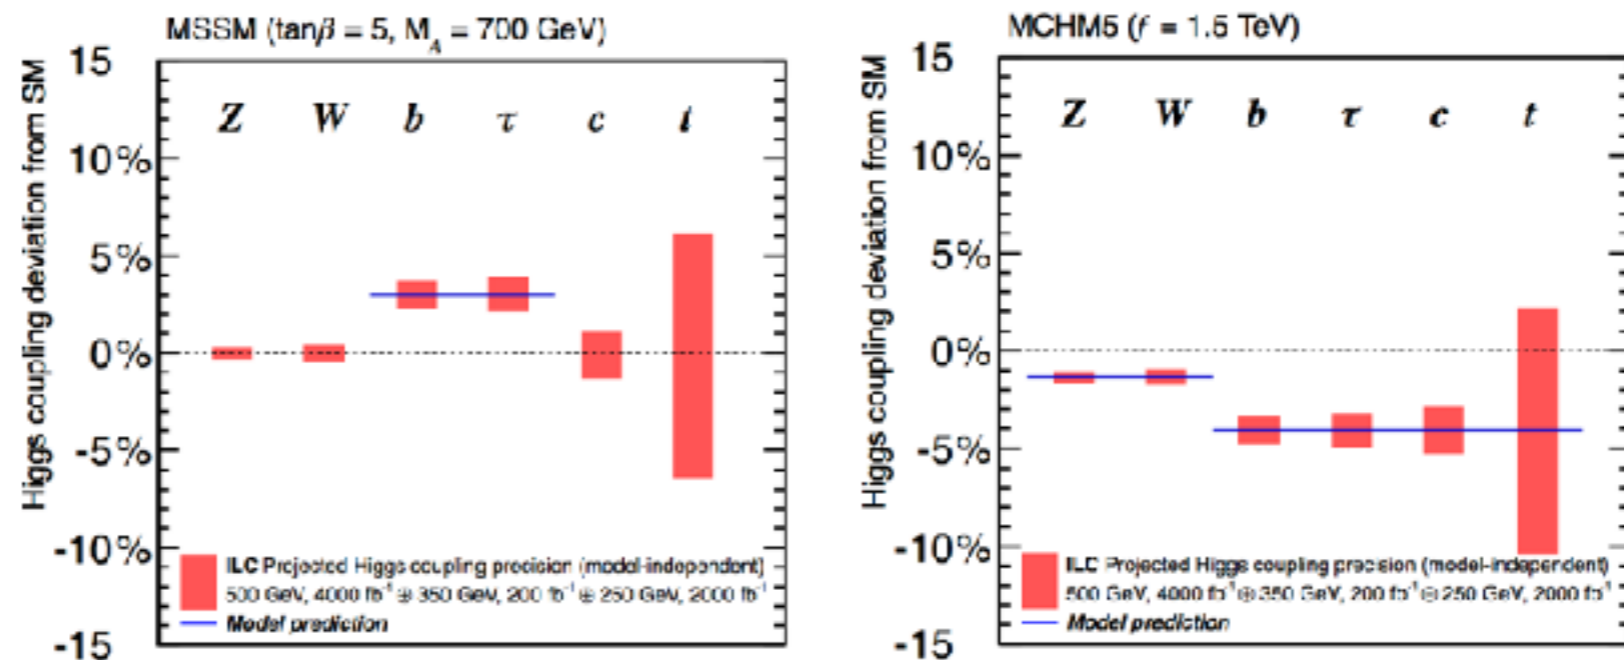 MSSM (tanβ = 5, M_A = 700 GeV)
Higgs coupling deviation from SM
15
10%
5%
0%
-5%
-10%
-15
Z W b τ c t
ILC Projected Higgs coupling precision (model-independent)
500 GeV, 4000 fb⁻¹ ⊕ 350 GeV, 200 fb⁻¹ ⊕ 250 GeV, 2000 fb⁻¹
Model prediction
MCHM5 (f = 1.5 TeV)
Higgs coupling deviation from SM
15
10%
5%
0%
-5%
-10%
-15
Z W b τ c t
ILC Projected Higgs coupling precision (model-independent)
500 GeV, 4000 fb⁻¹ ⊕ 350 GeV, 200 fb⁻¹ ⊕ 250 GeV, 2000 fb⁻¹
Model prediction